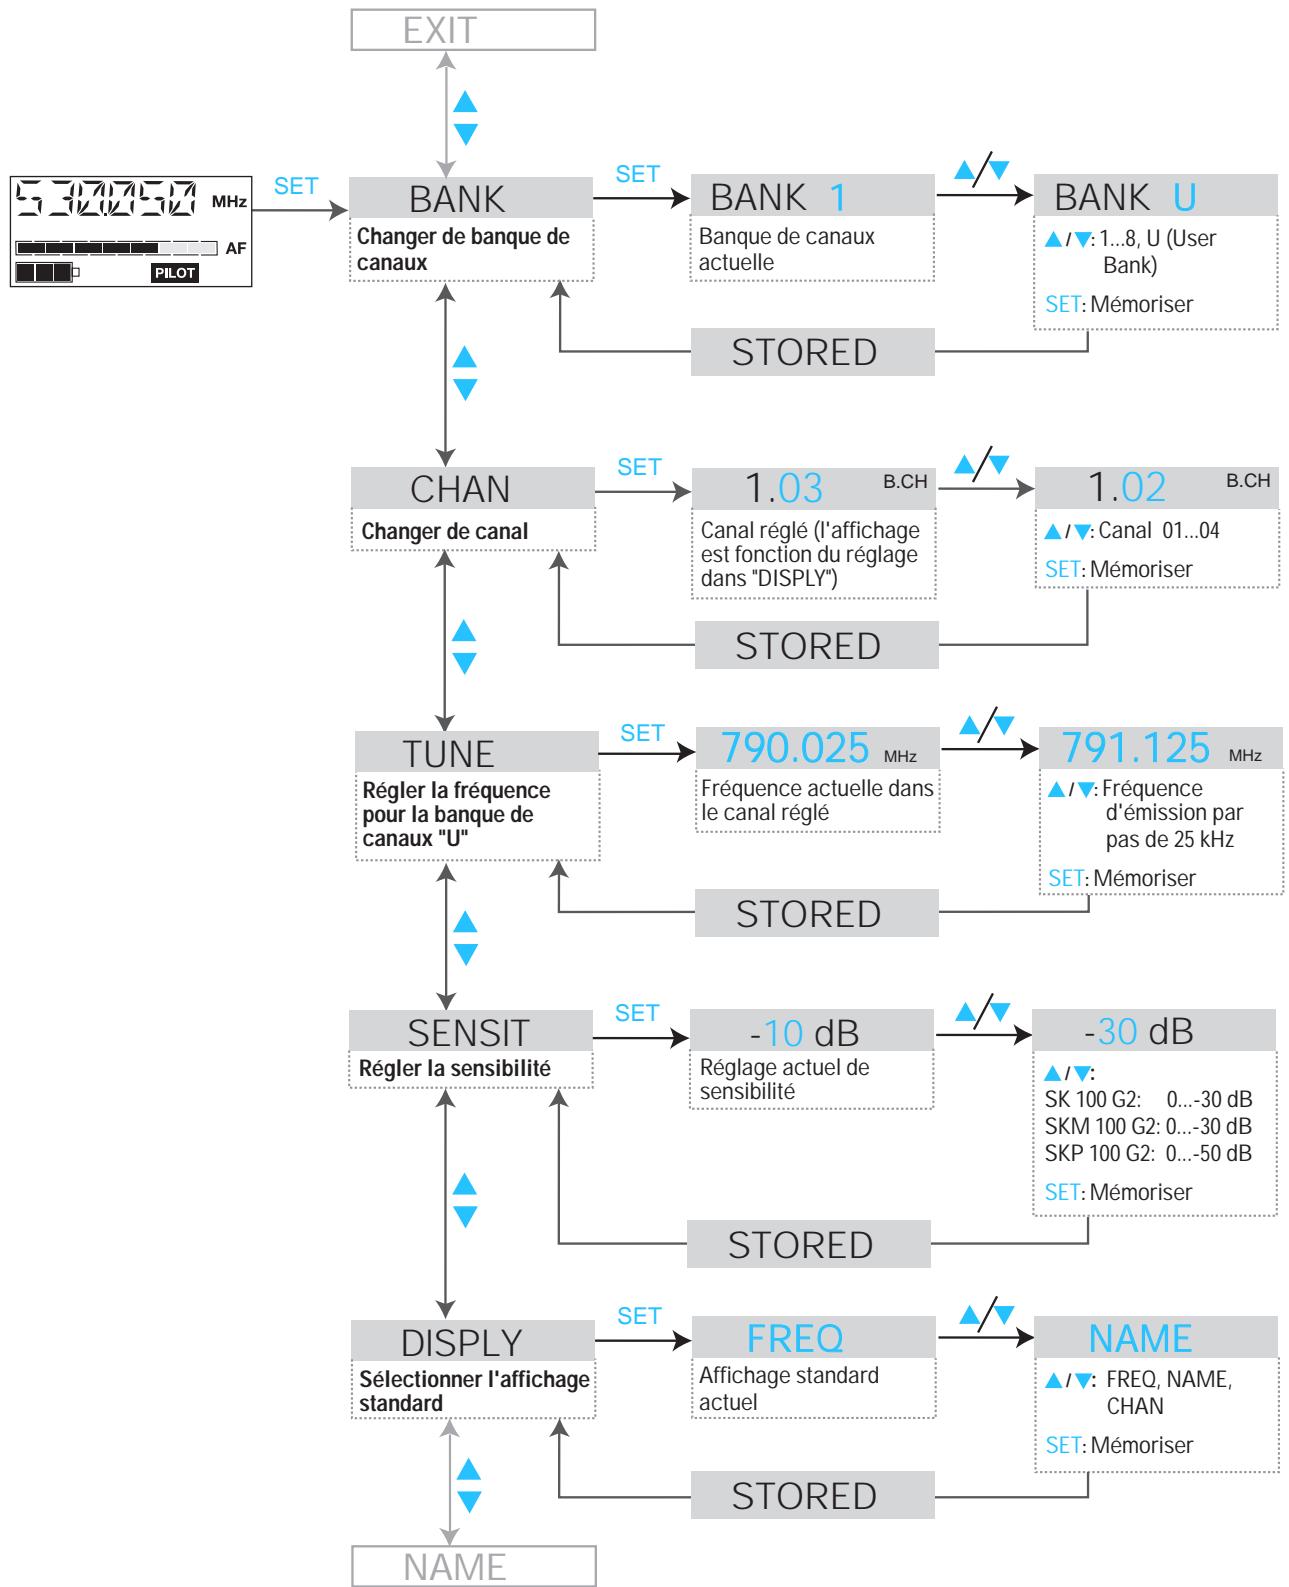 EXIT
530.050 MHz
AF
PILOT
SET
BANK
Changer de banque de
canaux
SET
BANK 1
Banque de canaux
actuelle
▲/▼
BANK U
▲/▼: 1...8, U (User
Bank)
SET: Mémoriser
STORED
CHAN
Changer de canal
SET
1.03 B.CH
Canal réglé (l'affichage
est fonction du réglage
dans "DISPLY")
▲/▼
1.02 B.CH
▲/▼: Canal 01...04
SET: Mémoriser
STORED
TUNE
Régler la fréquence
pour la banque de
canaux "U"
SET
790.025 MHz
Fréquence actuelle dans
le canal réglé
▲/▼
791.125 MHz
▲/▼: Fréquence
d'émission par
pas de 25 kHz
SET: Mémoriser
STORED
SENSIT
Régler la sensibilité
SET
-10 dB
Réglage actuel de
sensibilité
▲/▼
-30 dB
▲/▼:
SK 100 G2: 0...-30 dB
SKM 100 G2: 0...-30 dB
SKP 100 G2: 0...-50 dB
SET: Mémoriser
STORED
DISPLY
Sélectionner l'affichage
standard
SET
FREQ
Affichage standard
actuel
▲/▼
NAME
▲/▼: FREQ, NAME,
CHAN
SET: Mémoriser
STORED
NAME